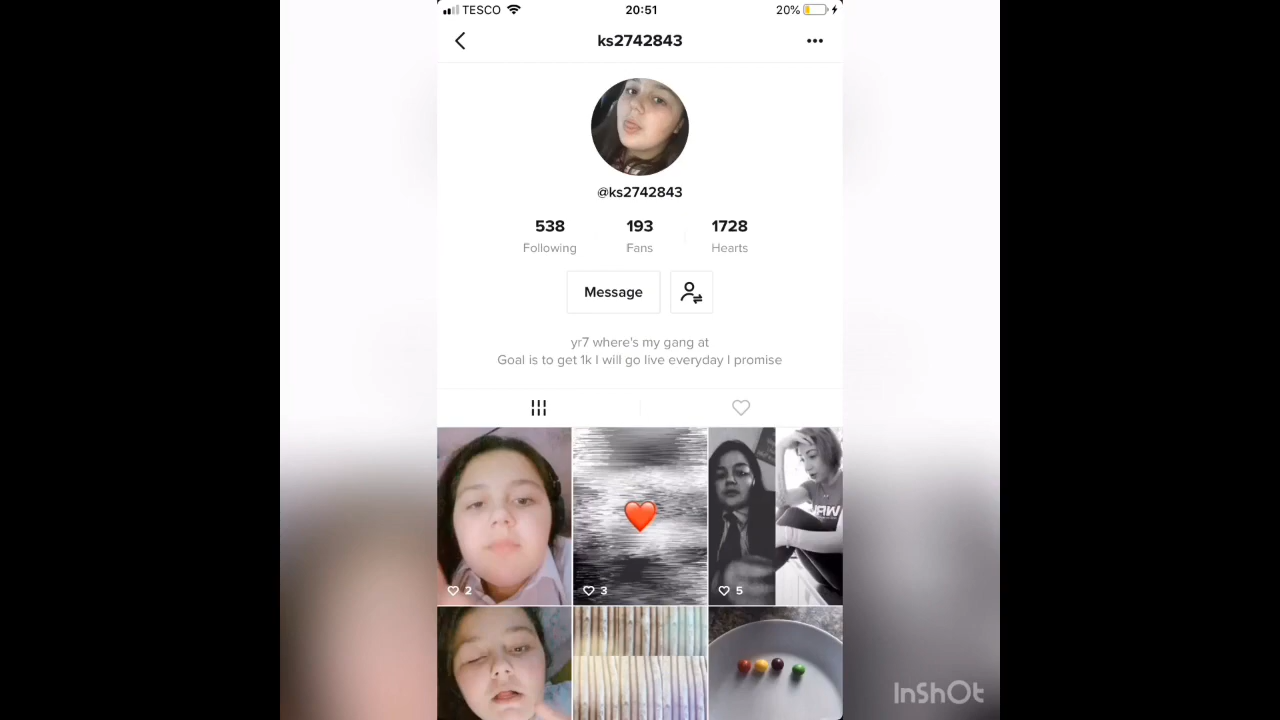 TESCO 20:51 20%
ks2742843
@ks2742843
538 193 1728
Following Fans Hearts
Message
yr7 where's my gang at
Goal is to get 1k I will go live everyday I promise
2 3 5
InShOt